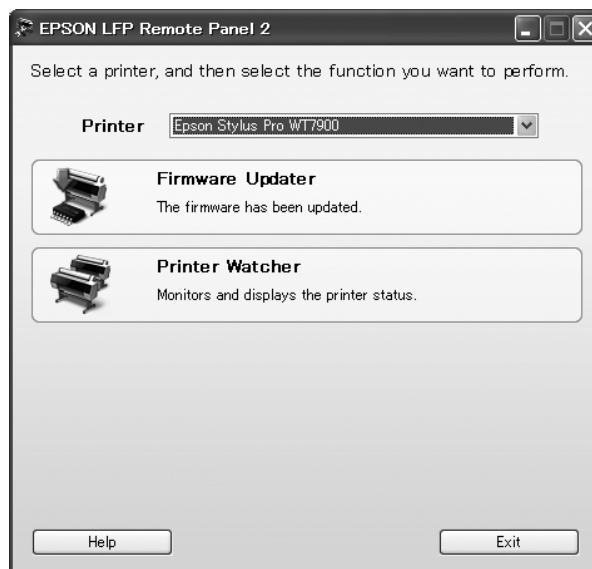 EPSON LFP Remote Panel 2
Select a printer, and then select the function you want to perform.
Printer Epson Stylus Pro WT7900
Firmware Updater
The firmware has been updated.
Printer Watcher
Monitors and displays the printer status.
Help Exit